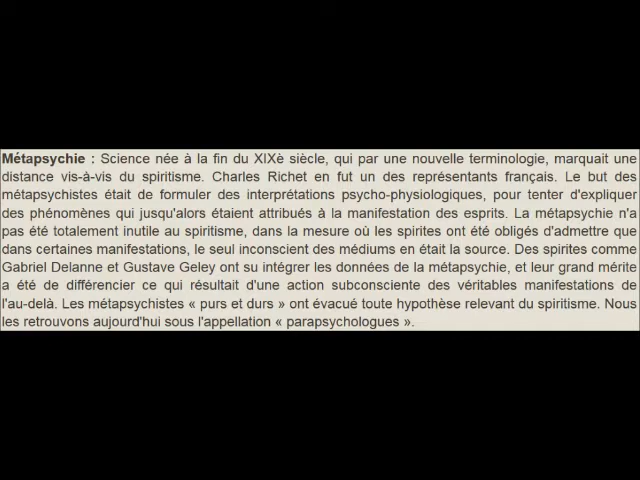 Métapsychie : Science née à la fin du XIXè siècle, qui par une nouvelle terminologie, marquait une
distance vis-à-vis du spiritisme. Charles Richet en fut un des représentants français. Le but des
métapsychistes était de formuler des interprétations psycho-physiologiques, pour tenter d'expliquer
des phénomènes qui jusqu'alors étaient attribués à la manifestation des esprits. La métapsychie n'a
pas été totalement inutile au spiritisme, dans la mesure où les spirites ont été obligés d'admettre que
dans certaines manifestations, le seul inconscient des médiums en était la source. Des spirites comme
Gabriel Delanne et Gustave Geley ont su intégrer les données de la métapsychie, et leur grand mérite
a été de différencier ce qui résultait d'une action subconsciente des véritables manifestations de
l'au-delà. Les métapsychistes « purs et durs » ont évacué toute hypothèse relevant du spiritisme. Nous
les retrouvons aujourd'hui sous l'appellation « parapsychologues ».